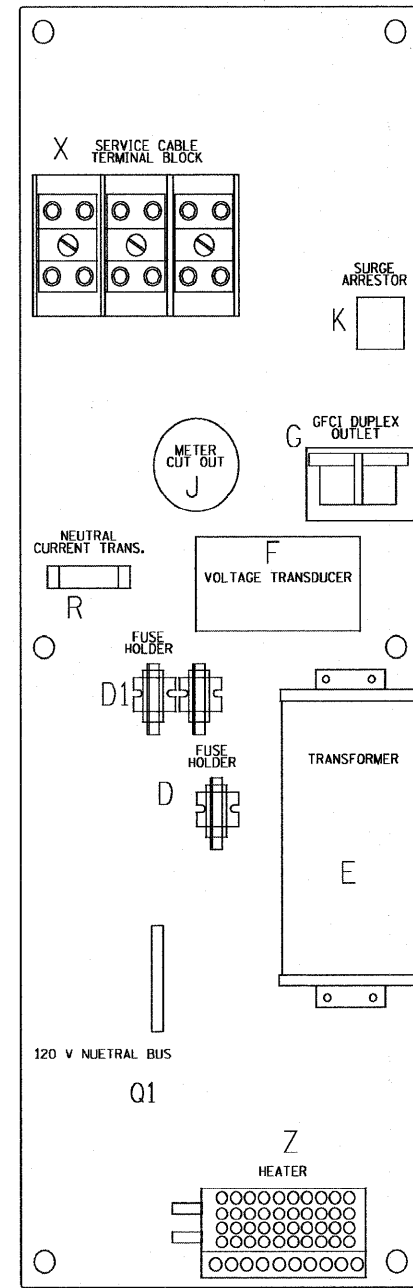 X
SERVICE CABLE
TERMINAL BLOCK
SURGE
ARRESTOR
K
G
GFCI DUPLEX
OUTLET
METER
CUT OUT
J
NEUTRAL
CURRENT TRANS.
R
F
VOLTAGE TRANSDUCER
FUSE
HOLDER
D1
FUSE
HOLDER
D
TRANSFORMER
E
120 V NUETRAL BUS
Q1
Z
HEATER